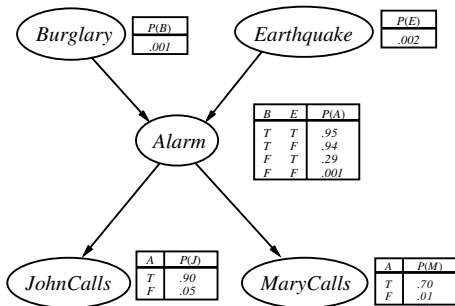 Burglary
P(B)
.001
Earthquake
P(E)
.002
Alarm
B E P(A)
T T .95
T F .94
F T .29
F F .001
JohnCalls
A P(J)
T .90
F .05
MaryCalls
A P(M)
T .70
F .01